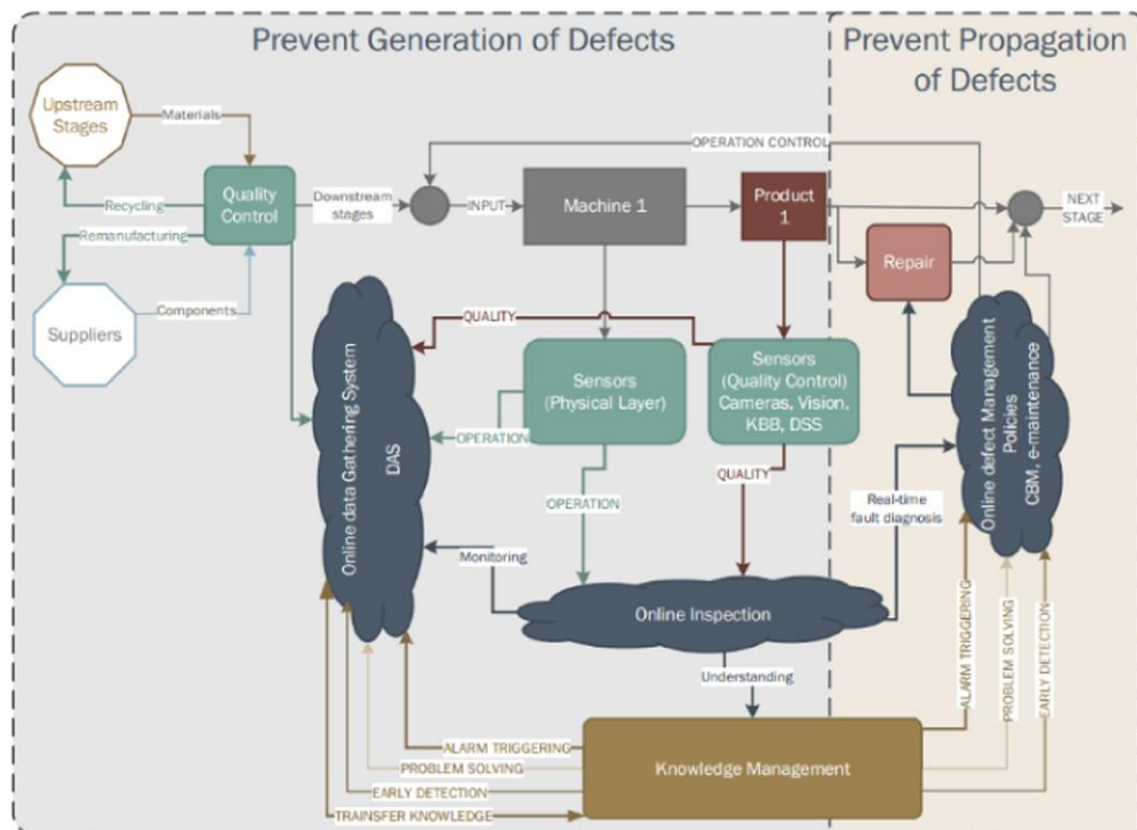 Prevent Generation of Defects
Prevent Propagation
of Defects
Upstream
Stages
Materials
OPERATION CONTROL
Recycling
Quality
Control
Downstream
stages
INPUT
Machine 1
Product
1
NEXT
STAGE
Remanufacturing
Repair
Suppliers
Components
QUALITY
Sensors
(Physical Layer)
Sensors
(Quality Control)
Cameras, Vision,
KBB, DSS
OPERATION
Online data Gathering System
DAS
Online defect Management
Policies
CBM, e-maintenance
QUALITY
OPERATION
Real-time
fault diagnosis
Monitoring
Online Inspection
Understanding
ALARM TRIGGERING
PROBLEM SOLVING
EARLY DETECTION
Knowledge Management
ALARM TRIGGERING
PROBLEM SOLVING
EARLY DETECTION
TRAINSFER KNOWLEDGE